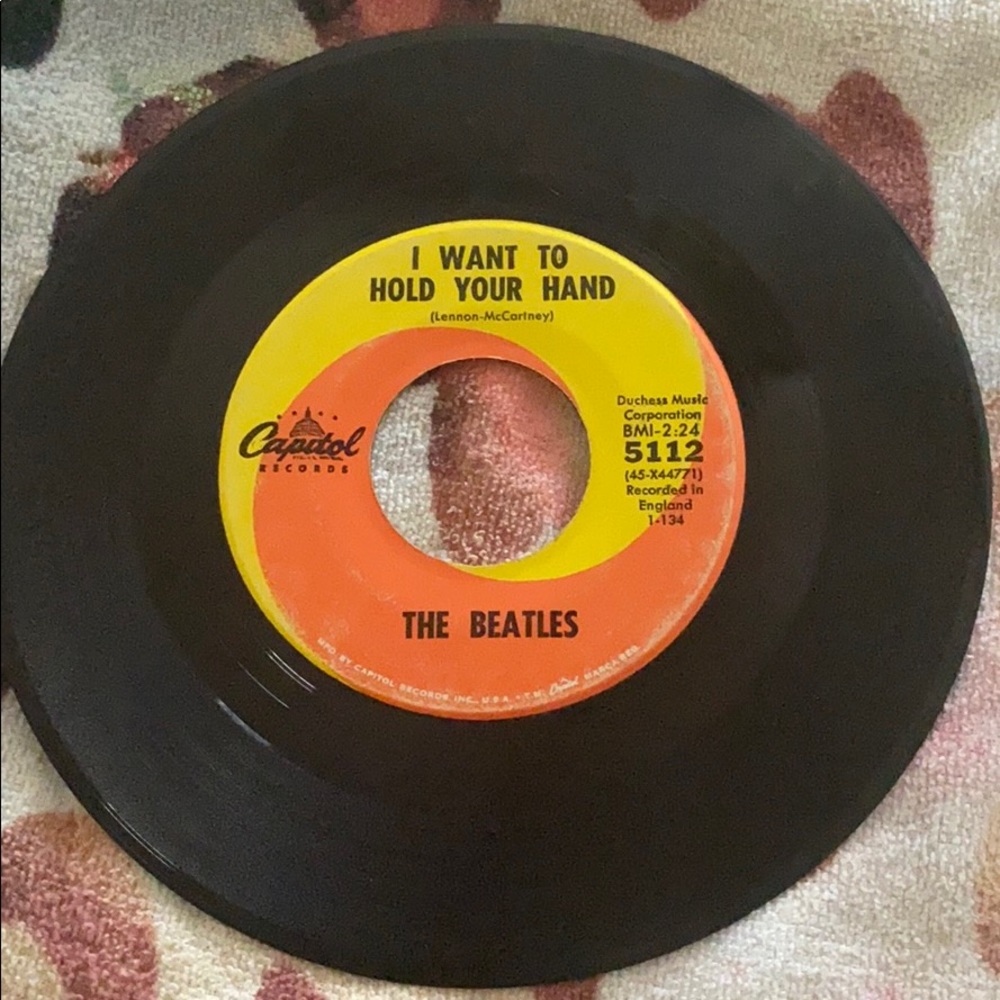 I WANT TO
HOLD YOUR HAND
(Lennon-McCartney)
Capitol
RECORDS
Duchess Music
Corporation
BMI-2:24
5112
(45-X44771)
Recorded in
England
1-134
THE BEATLES
MFD. BY CAPITOL RECORDS, INC., U.S.A. • T.M. Capitol MARCA REG.